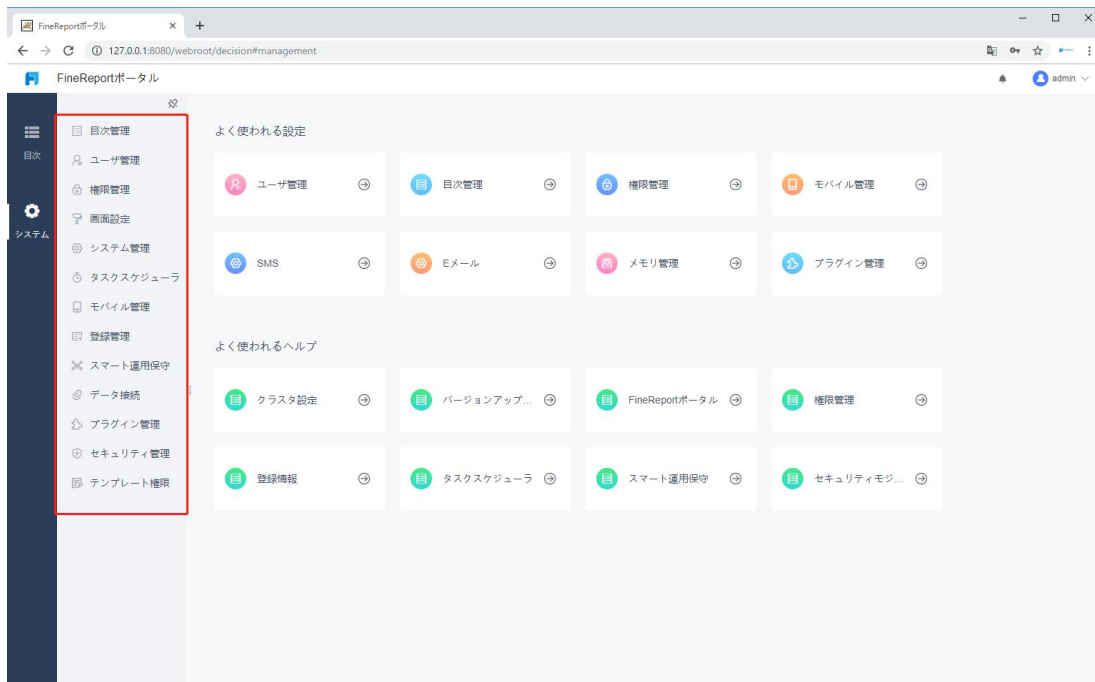 FineReportポータル
127.0.0.1:8080/webroot/decision#management
FineReportポータル
admin
目次
システム
目次管理
ユーザ管理
権限管理
画面設定
システム管理
タスクスケジューラ
モバイル管理
登録管理
スマート運用保守
データ接続
プラグイン管理
セキュリティ管理
テンプレート権限
よく使われる設定
ユーザ管理
目次管理
権限管理
モバイル管理
SMS
Eメール
メモリ管理
プラグイン管理
よく使われるヘルプ
クラスタ設定
バージョンアップ...
FineReportポータル
権限管理
登録情報
タスクスケジューラ
スマート運用保守
セキュリティモジ...